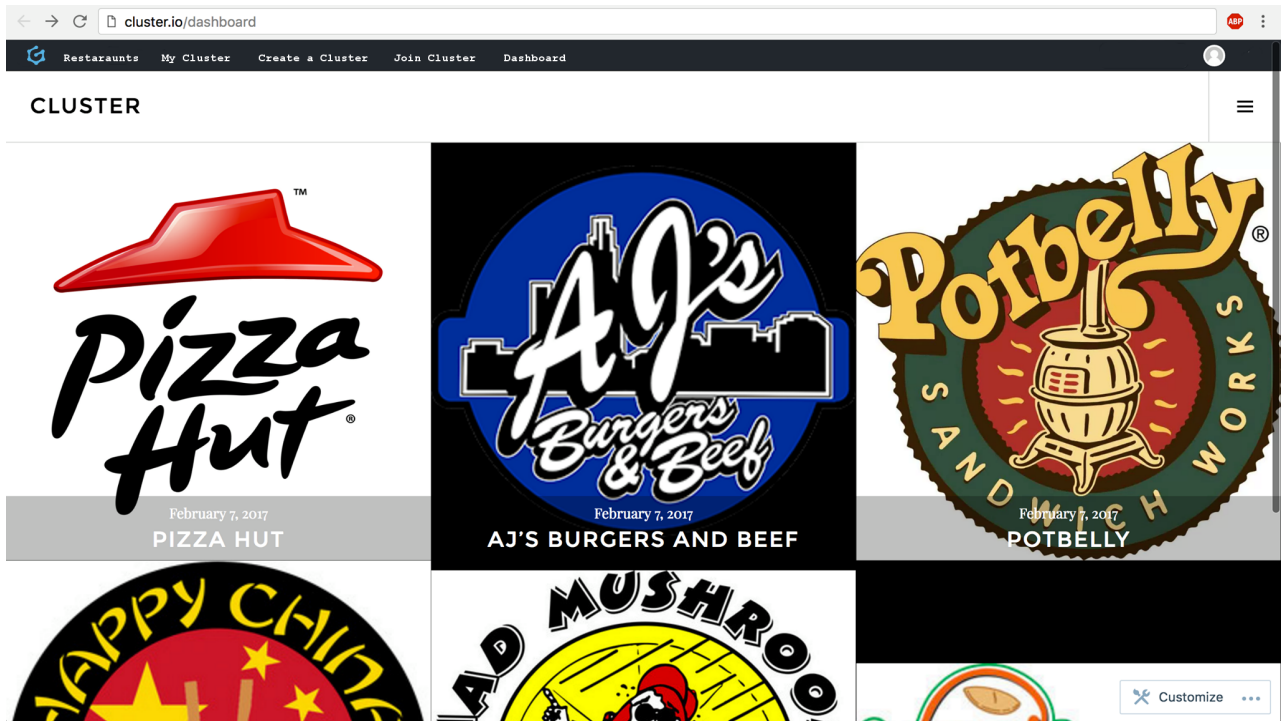 cluster.io/dashboard
ABP
Restaraunts My Cluster Create a Cluster Join Cluster Dashboard
CLUSTER
TM
Pizza
Hut®
February 7, 2017
PIZZA HUT
AJ's
Burgers
& Beef
February 7, 2017
AJ'S BURGERS AND BEEF
Potbelly®
SANDWICH WORKS
February 7, 2017
POTBELLY
HAPPY CHINA
MAD MUSHROO
Customize